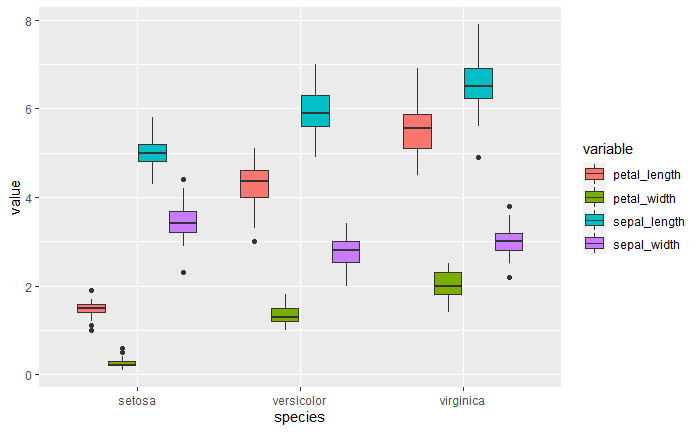 8
6
4
2
0
value
setosa
versicolor
virginica
species
variable
petal_length
petal_width
sepal_length
sepal_width